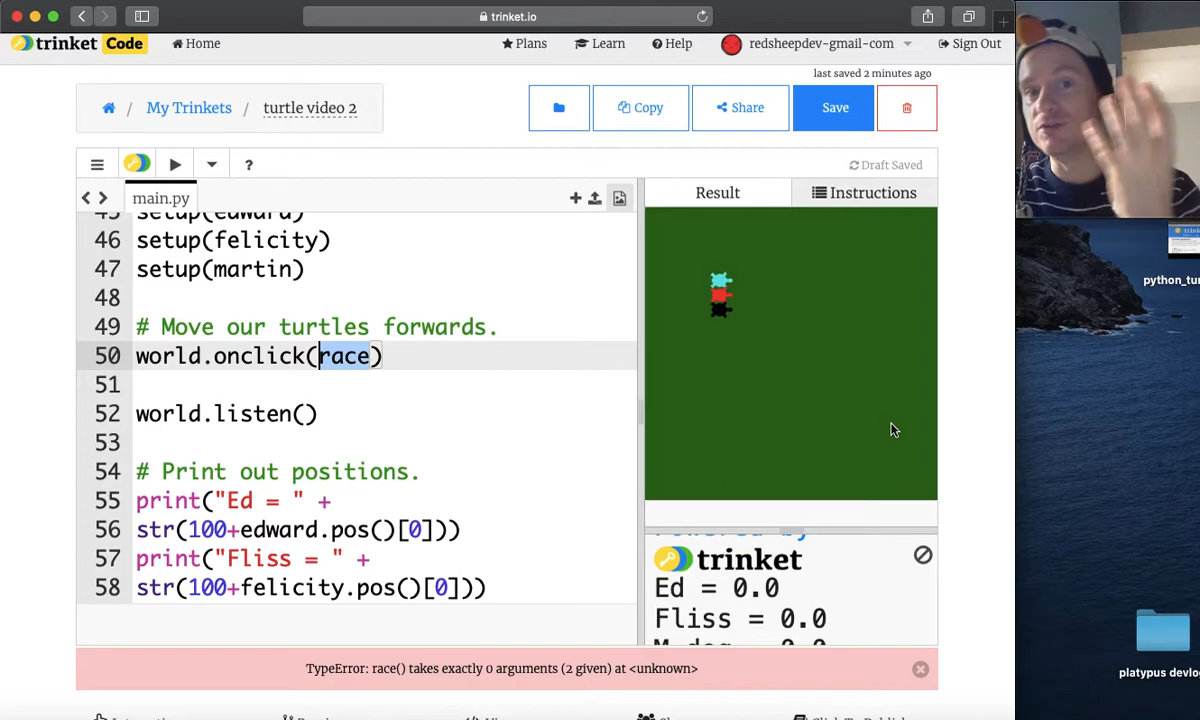 trinket.io
trinket Code Home Plans Learn Help redsheepdev-gmail-com Sign Out
last saved 2 minutes ago
/ My Trinkets / turtle video 2
Copy Share Save
? Draft Saved
main.py Result Instructions
45 setup(edward)
46 setup(felicity)
47 setup(martin)
48
49 # Move our turtles forwards.
50 world.onclick(race)
51
52 world.listen()
53
54 # Print out positions.
55 print("Ed = " +
56 str(100+edward.pos()[0]))
57 print("Fliss = " +
58 str(100+felicity.pos()[0]))
Powered by
trinket
Ed = 0.0
Fliss = 0.0
TypeError: race() takes exactly 0 arguments (2 given) at <unknown>
python_tu
platypus devlo